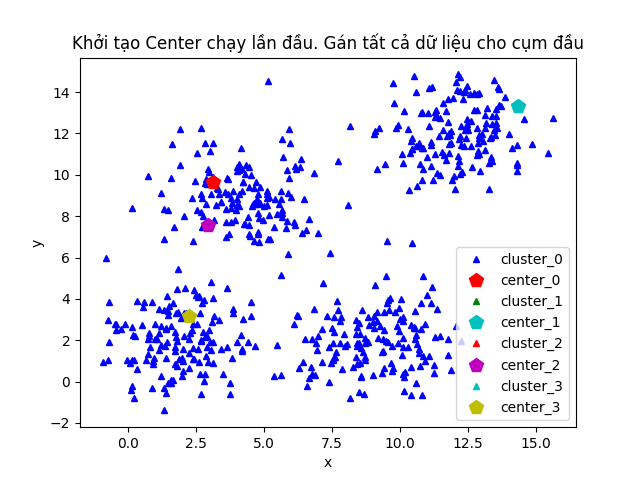 Khởi tạo Center chạy lần đầu. Gán tất cả dữ liệu cho cụm đầu
y
14
12
10
8
6
4
2
0
−2
0.0 2.5 5.0 7.5 10.0 12.5 15.0
x
cluster_0
center_0
cluster_1
center_1
cluster_2
center_2
cluster_3
center_3